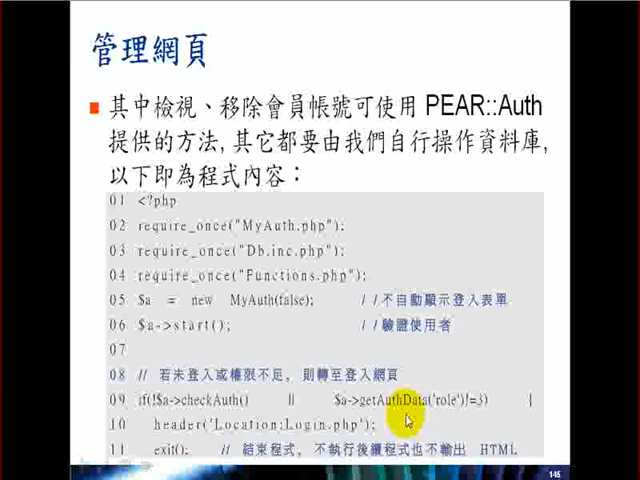 管理網頁
其中檢視、移除會員帳號可使用 PEAR::Auth
提供的方法, 其它都要由我們自行操作資料庫,
以下即為程式內容：
01 <?php
02 require_once("MyAuth.php");
03 require_once("Db.inc.php");
04 require_once("Functions.php");
05 $a = new MyAuth(false); //不自動顯示登入表單
06 $a->start(); //驗證使用者
07
08 // 若未登入或權限不足, 則轉至登入網頁
09 if(!$a->checkAuth() || $a->getAuthData('role')!=3) {
10 header('Location:Login.php');
11 exit(); // 結束程式, 不執行後續程式也不輸出 HTML
145